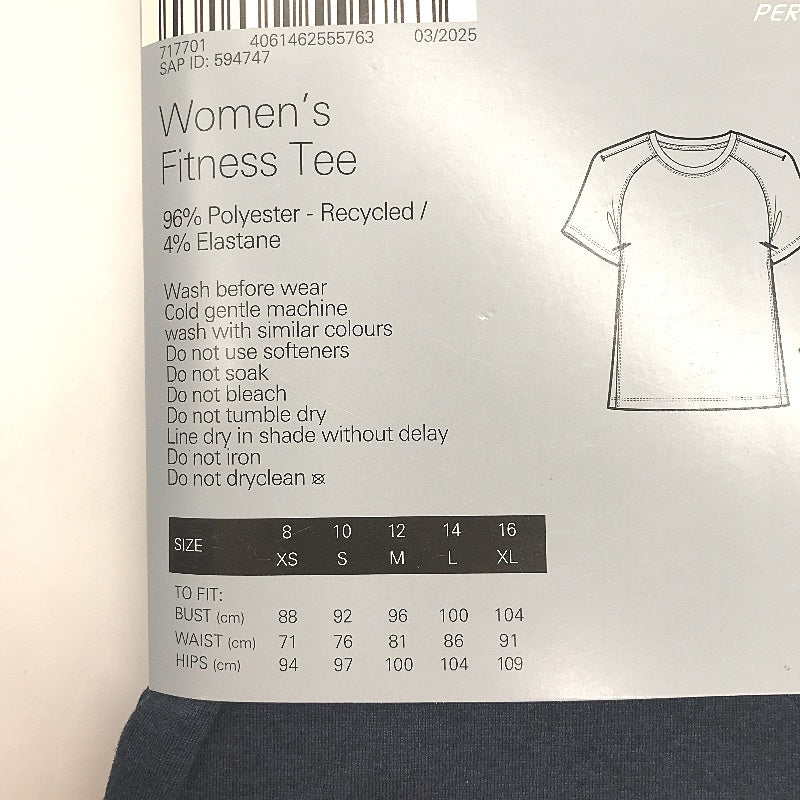 PER
717701 4061462555763 03/2025
SAP ID: 594747
Women's
Fitness Tee
96% Polyester - Recycled /
4% Elastane
Wash before wear
Cold gentle machine
wash with similar colours
Do not use softeners
Do not soak
Do not bleach
Do not tumble dry
Line dry in shade without delay
Do not iron
Do not dryclean
SIZE 8 10 12 14 16
XS S M L XL
TO FIT:
BUST (cm) 88 92 96 100 104
WAIST (cm) 71 76 81 86 91
HIPS (cm) 94 97 100 104 109